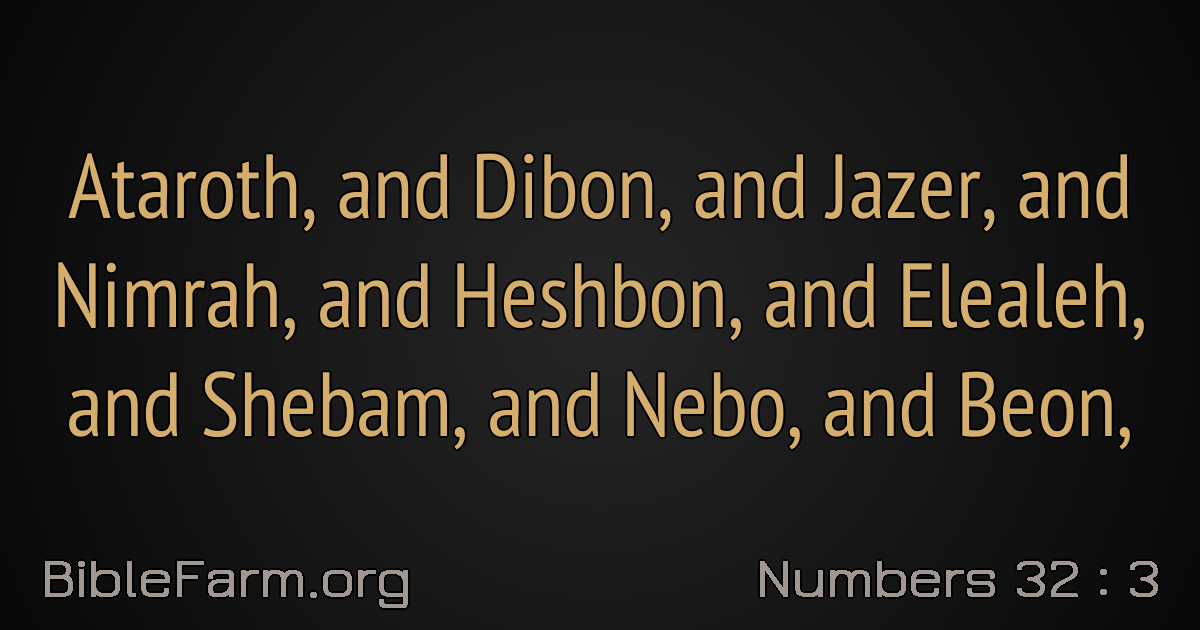 Ataroth, and Dibon, and Jazer, and
Nimrah, and Heshbon, and Elealeh,
and Shebam, and Nebo, and Beon,
BibleFarm.org
Numbers 32 : 3